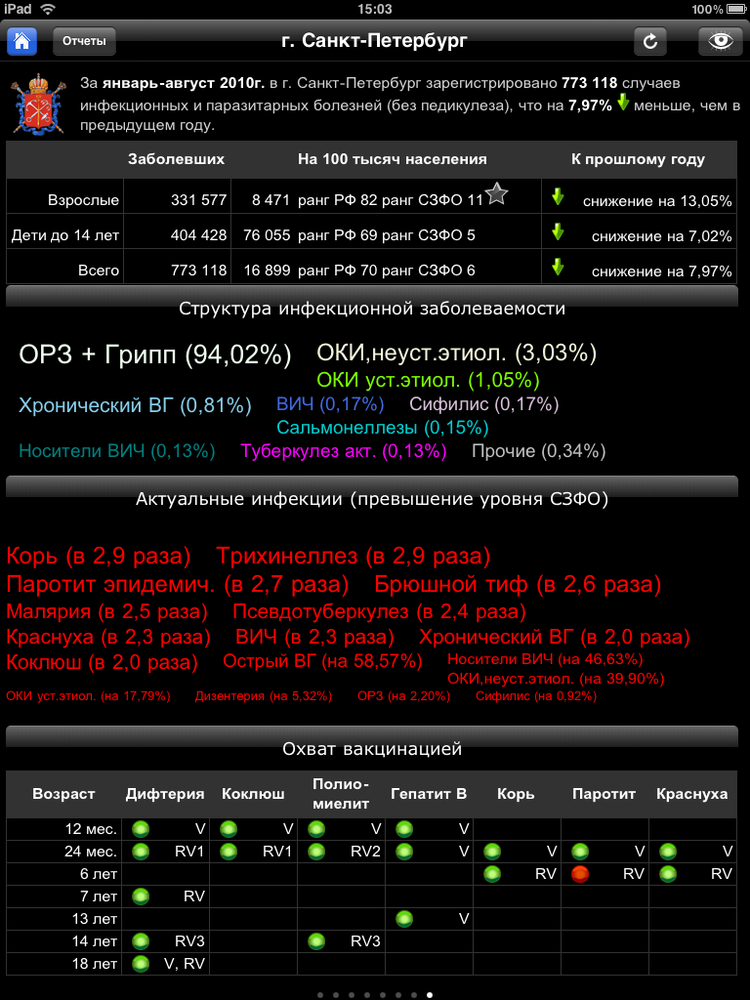 iPad 15:03 100%
Отчеты г. Санкт-Петербург
За январь-август 2010г. в г. Санкт-Петербург зарегистрировано 773 118 случаев
инфекционных и паразитарных болезней (без педикулеза), что на 7,97% меньше, чем в
предыдущем году.
Заболевших На 100 тысяч населения К прошлому году
Взрослые 331 577 8 471 ранг РФ 82 ранг СЗФО 11 снижение на 13,05%
Дети до 14 лет 404 428 76 055 ранг РФ 69 ранг СЗФО 5 снижение на 7,02%
Всего 773 118 16 899 ранг РФ 70 ранг СЗФО 6 снижение на 7,97%
Структура инфекционной заболеваемости
ОРЗ + Грипп (94,02%) ОКИ,неуст.этиол. (3,03%)
ОКИ уст.этиол. (1,05%)
Хронический ВГ (0,81%) ВИЧ (0,17%) Сифилис (0,17%)
Сальмонеллезы (0,15%)
Носители ВИЧ (0,13%) Туберкулез акт. (0,13%) Прочие (0,34%)
Актуальные инфекции (превышение уровня СЗФО)
Корь (в 2,9 раза) Трихинеллез (в 2,9 раза)
Паротит эпидемич. (в 2,7 раза) Брюшной тиф (в 2,6 раза)
Малярия (в 2,5 раза) Псевдотуберкулез (в 2,4 раза)
Краснуха (в 2,3 раза) ВИЧ (в 2,3 раза) Хронический ВГ (в 2,0 раза)
Коклюш (в 2,0 раза) Острый ВГ (на 58,57%) Носители ВИЧ (на 46,63%)
ОКИ,неуст.этиол. (на 39,90%)
ОКИ уст.этиол. (на 17,79%) Дизентерия (на 5,32%) ОРЗ (на 2,20%) Сифилис (на 0,92%)
Охват вакцинацией
Возраст Дифтерия Коклюш Полио-
миелит Гепатит В Корь Паротит Краснуха
12 мес. V V V V
24 мес. RV1 RV1 RV2 V V V V
6 лет RV RV RV
7 лет RV
13 лет V
14 лет RV3 RV3
18 лет V, RV